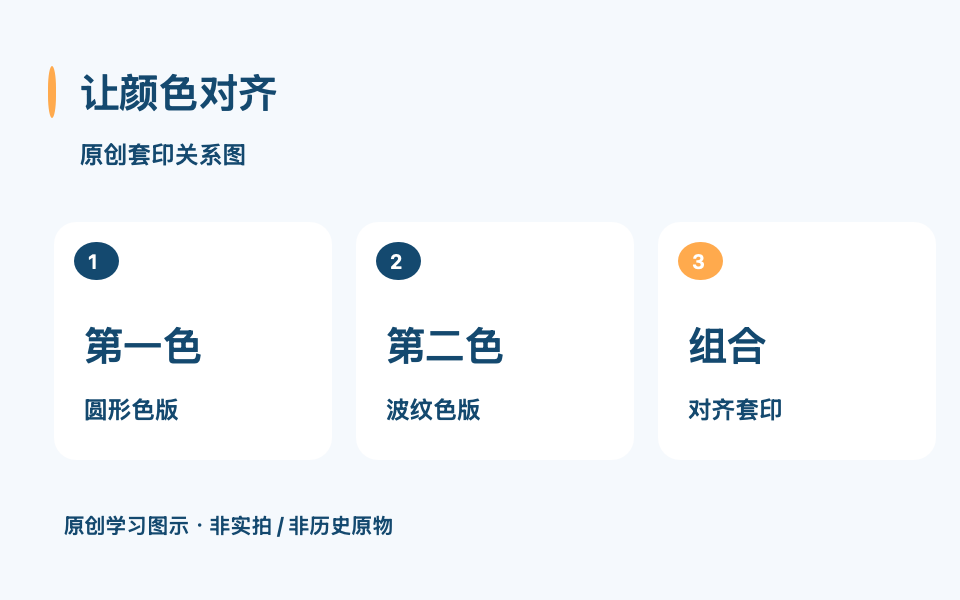 让颜色对齐
原创套印关系图
1
第一色
圆形色版
2
第二色
波纹色版
3
组合
对齐套印
原创学习图示 · 非实拍 / 非历史原物